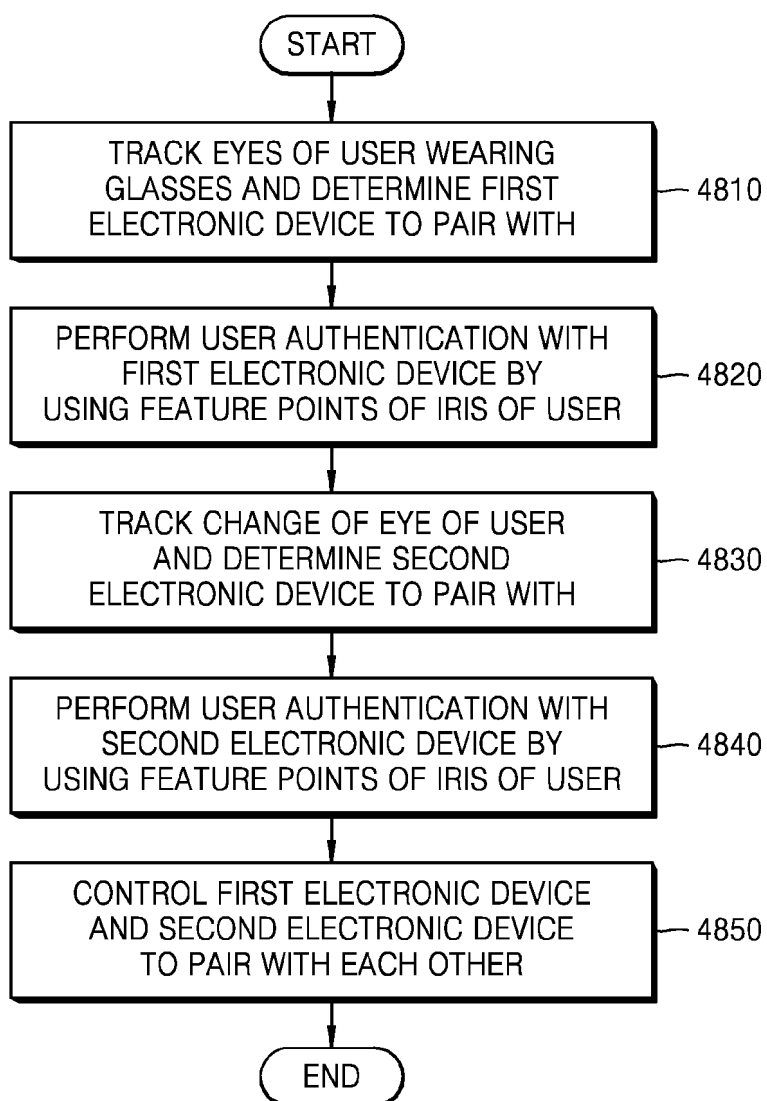 START
TRACK EYES OF USER WEARING
GLASSES AND DETERMINE FIRST
ELECTRONIC DEVICE TO PAIR WITH
4810
PERFORM USER AUTHENTICATION WITH
FIRST ELECTRONIC DEVICE BY
USING FEATURE POINTS OF IRIS OF USER
4820
TRACK CHANGE OF EYE OF USER
AND DETERMINE SECOND
ELECTRONIC DEVICE TO PAIR WITH
4830
PERFORM USER AUTHENTICATION WITH
SECOND ELECTRONIC DEVICE BY
USING FEATURE POINTS OF IRIS OF USER
4840
CONTROL FIRST ELECTRONIC DEVICE
AND SECOND ELECTRONIC DEVICE
TO PAIR WITH EACH OTHER
4850
END